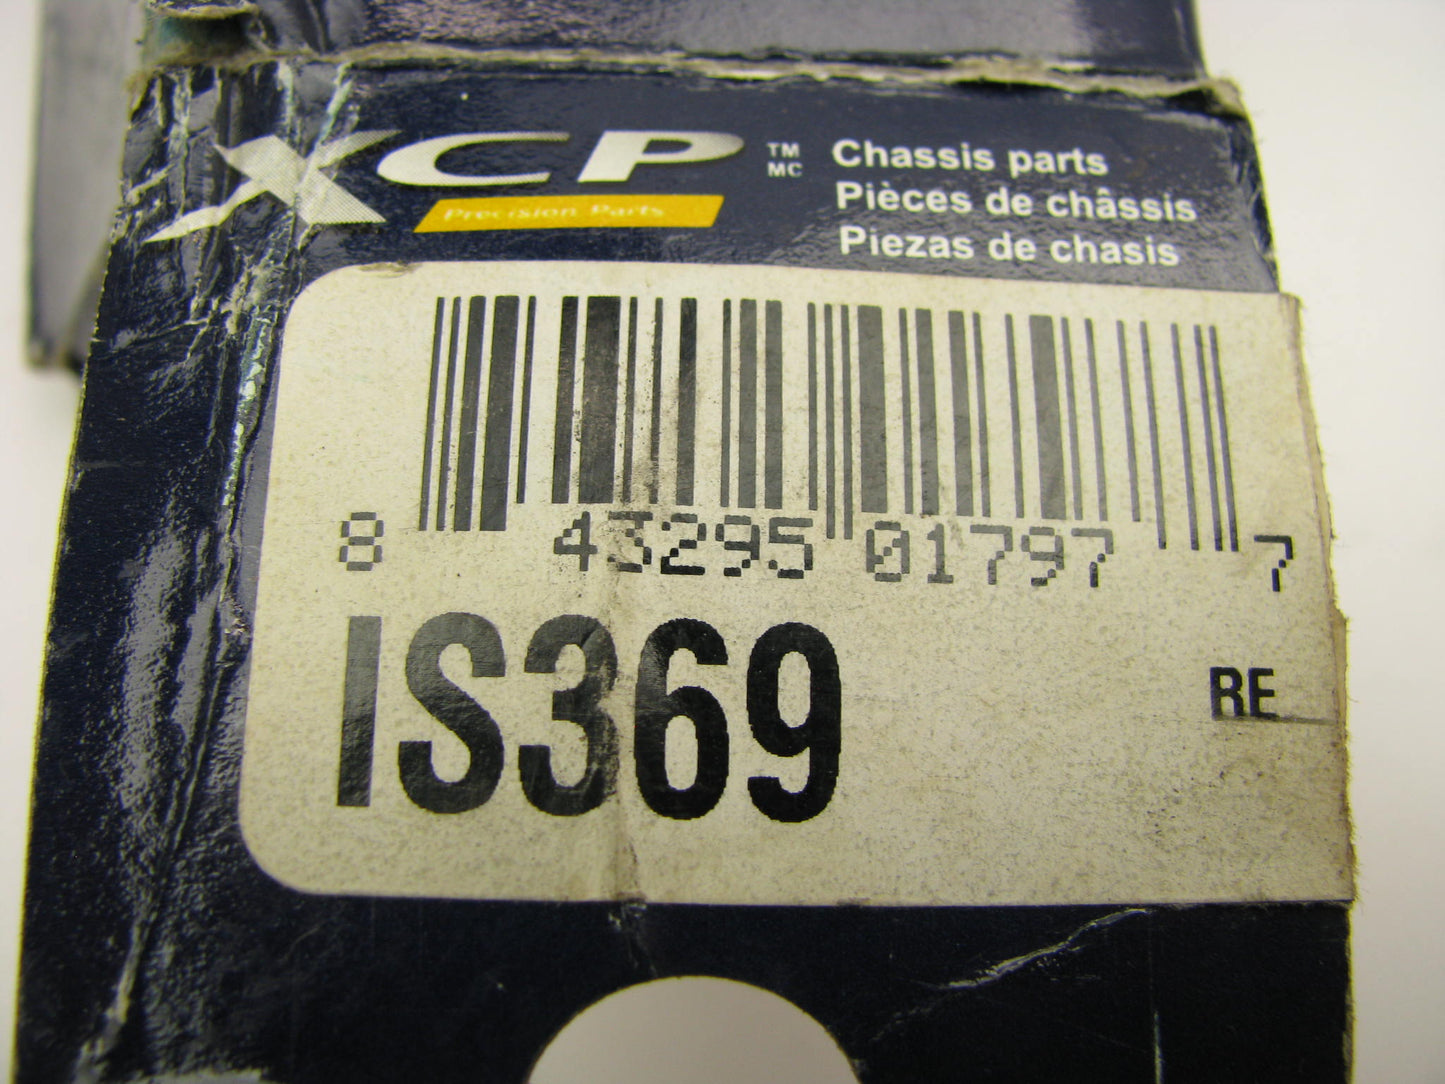 XCP TM MC
Precision Parts
Chassis parts
Pièces de châssis
Piezas de chasis
8 43295 01797 7
IS369
RE